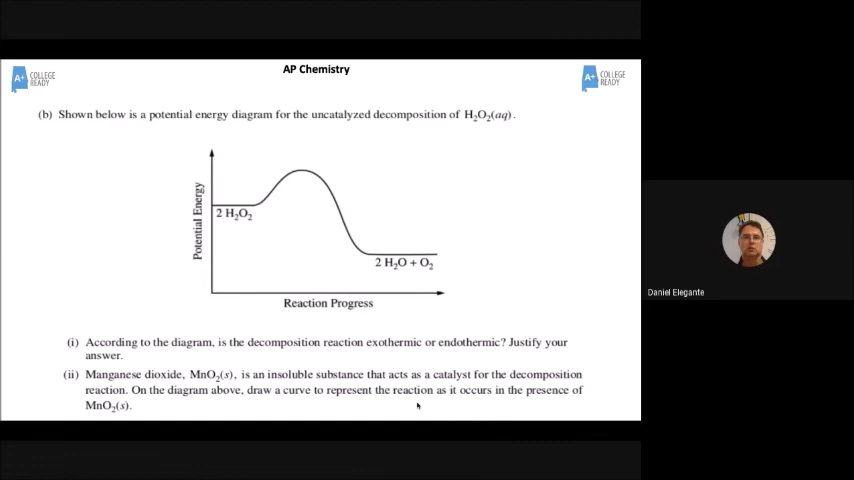 AP Chemistry
A+ COLLEGE
READY
A+ COLLEGE
READY
(b) Shown below is a potential energy diagram for the uncatalyzed decomposition of H₂O₂(aq).
Potential Energy
2 H₂O₂
2 H₂O + O₂
Reaction Progress
(i) According to the diagram, is the decomposition reaction exothermic or endothermic? Justify your
answer.
(ii) Manganese dioxide, MnO₂(s), is an insoluble substance that acts as a catalyst for the decomposition
reaction. On the diagram above, draw a curve to represent the reaction as it occurs in the presence of
MnO₂(s).
Daniel Elegante